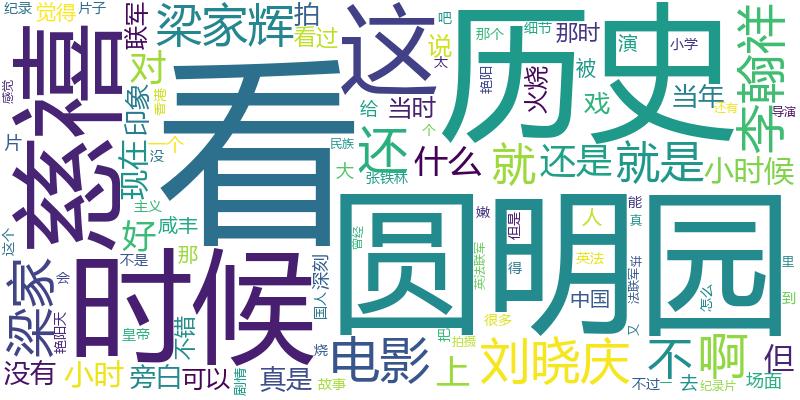 纪录
觉得
片子
联军
梁家辉
拍
看过
吧
说
太
这
历史
那个
细节
那时
演
小学
艳阳
火烧
被
戏
当年
还有
导演
李翰祥
感觉
慈禧
片
对
香港
印象
现在
一个
没
看
给
当时
个
还
民族
大
张铁林
什么
就
还是
就是
小时候
主义
好
咸丰
那
不是
这个
梁家
会
艳阳天
时候
深刻
国人
圆明园
曾经
嫩
但是
能
真
人
英法联军
得
英法
中国
法联军
讲
怎么
里
到
又
没有
小时
皇帝
不错
旁白
可以
剧情
真是
烧
故事
电影
把
上
拍摄
很多
刘晓庆
不
不过
一
去
啊
纪录片
场面
但